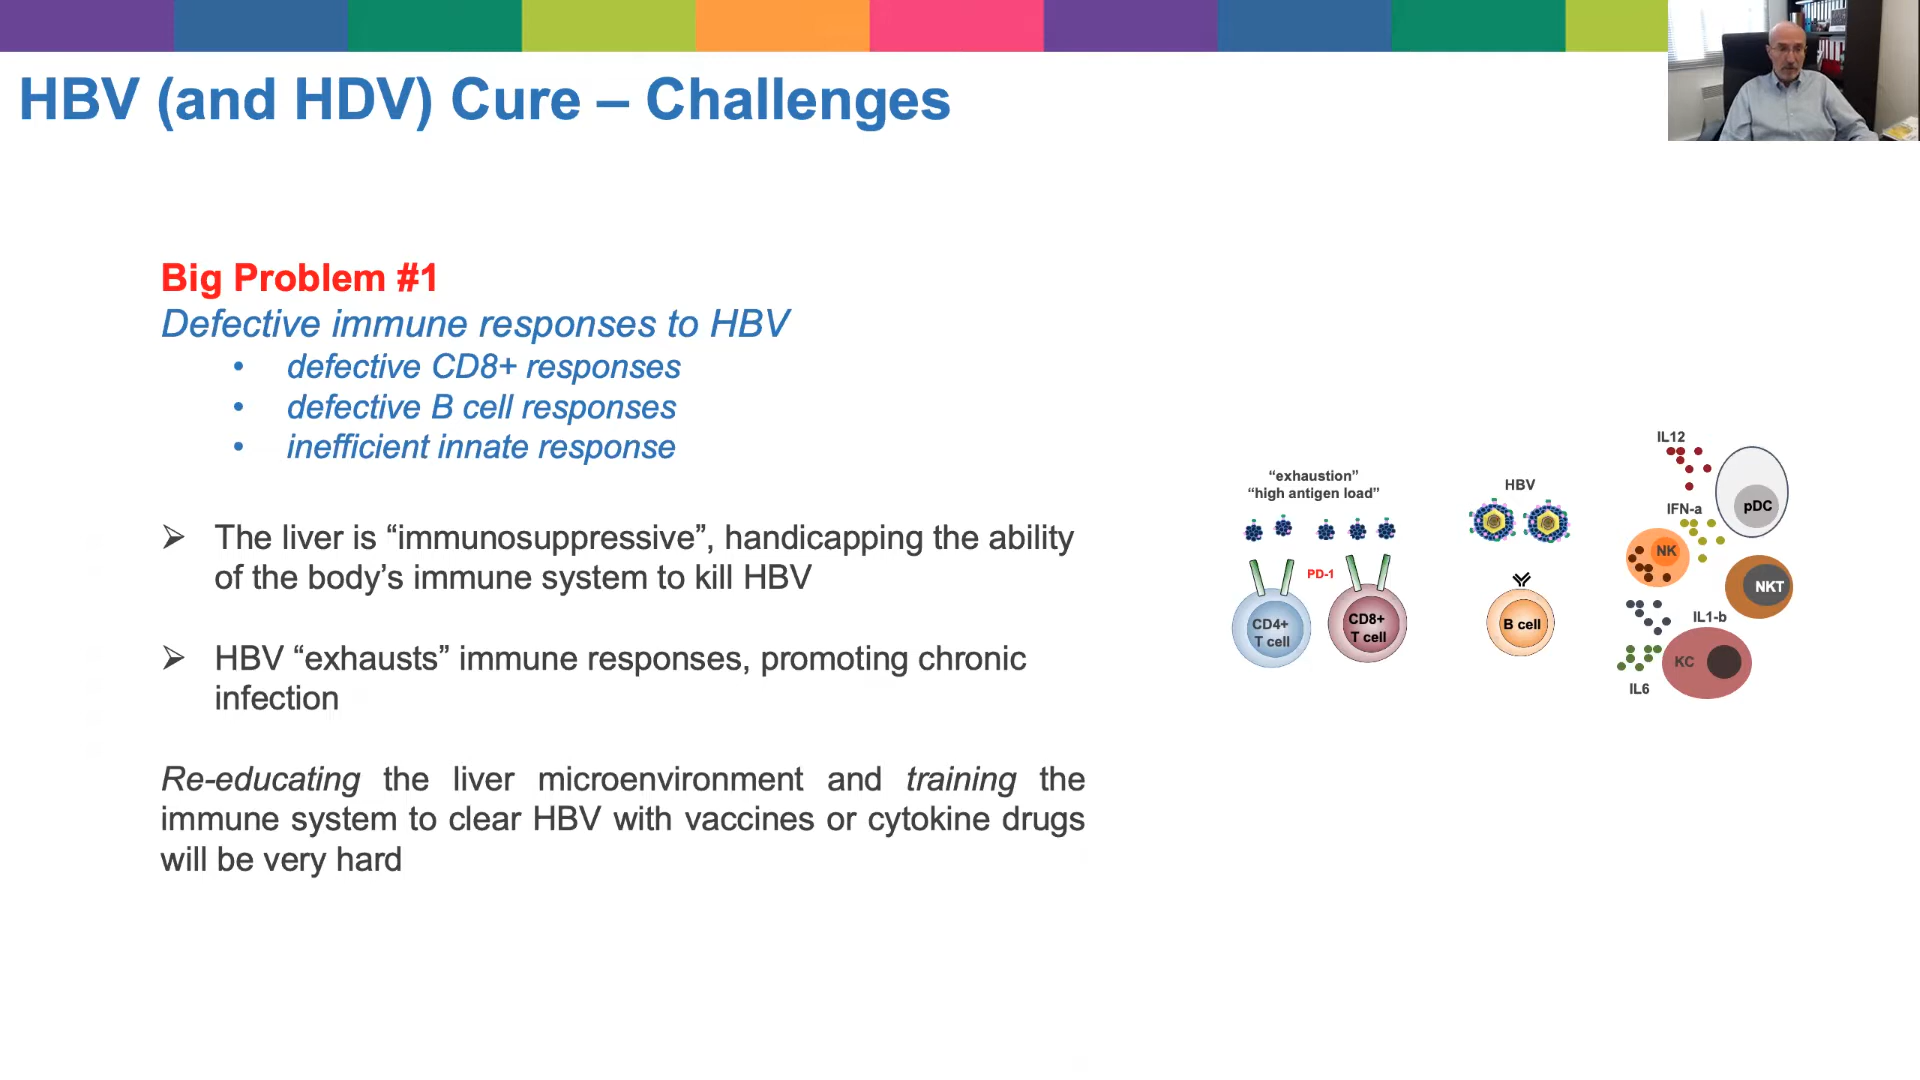 HBV (and HDV) Cure – Challenges
Big Problem #1
Defective immune responses to HBV
• defective CD8+ responses
• defective B cell responses
• inefficient innate response
➢ The liver is “immunosuppressive”, handicapping the ability
of the body’s immune system to kill HBV
➢ HBV “exhausts” immune responses, promoting chronic
infection
Re-educating the liver microenvironment and training the
immune system to clear HBV with vaccines or cytokine drugs
will be very hard
“exhaustion”
“high antigen load”
PD-1
CD4+
T cell
CD8+
T cell
HBV
B cell
IL12
pDC
IFN-a
NK
NKT
IL1-b
KC
IL6